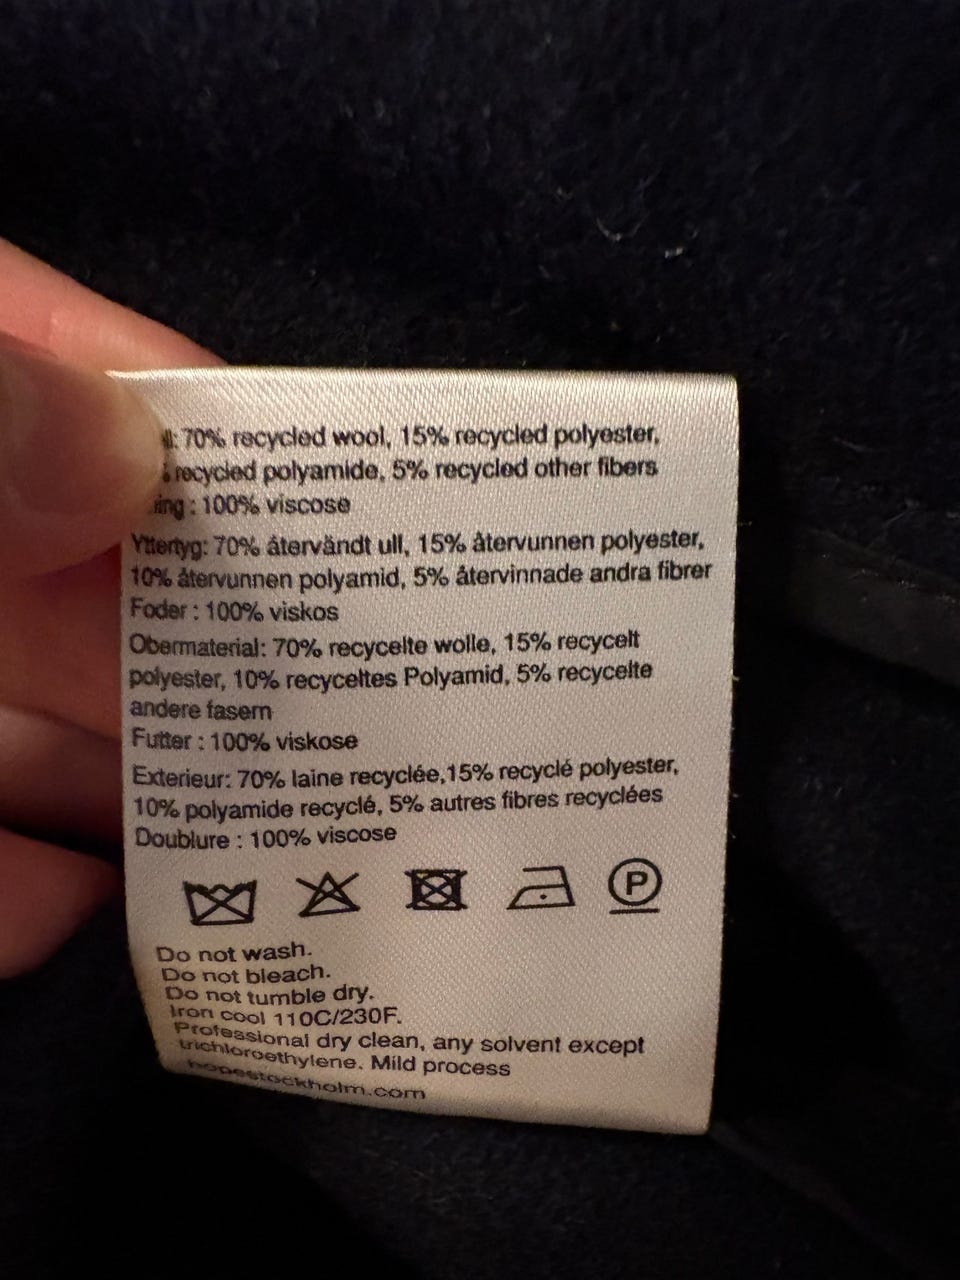 70% recycled wool, 15% recycled polyester,
recycled polyamide, 5% recycled other fibers
: 100% viscose
Yttertyg: 70% återvändt ull, 15% återvunnen polyester,
10% återvunnen polyamid, 5% återvinnade andra fibrer
Foder : 100% viskos
Obermaterial: 70% recycelte wolle, 15% recycelt
polyester, 10% recyceltes Polyamid, 5% recycelte
andere fasern
Futter : 100% viskose
Exterieur: 70% laine recyclée,15% recyclé polyester,
10% polyamide recyclé, 5% autres fibres recyclées
Doublure : 100% viscose
P
Do not wash.
Do not bleach.
Do not tumble dry.
Iron cool 110C/230F.
Professional dry clean, any solvent except
trichloroethylene. Mild process
hopestockholm.com